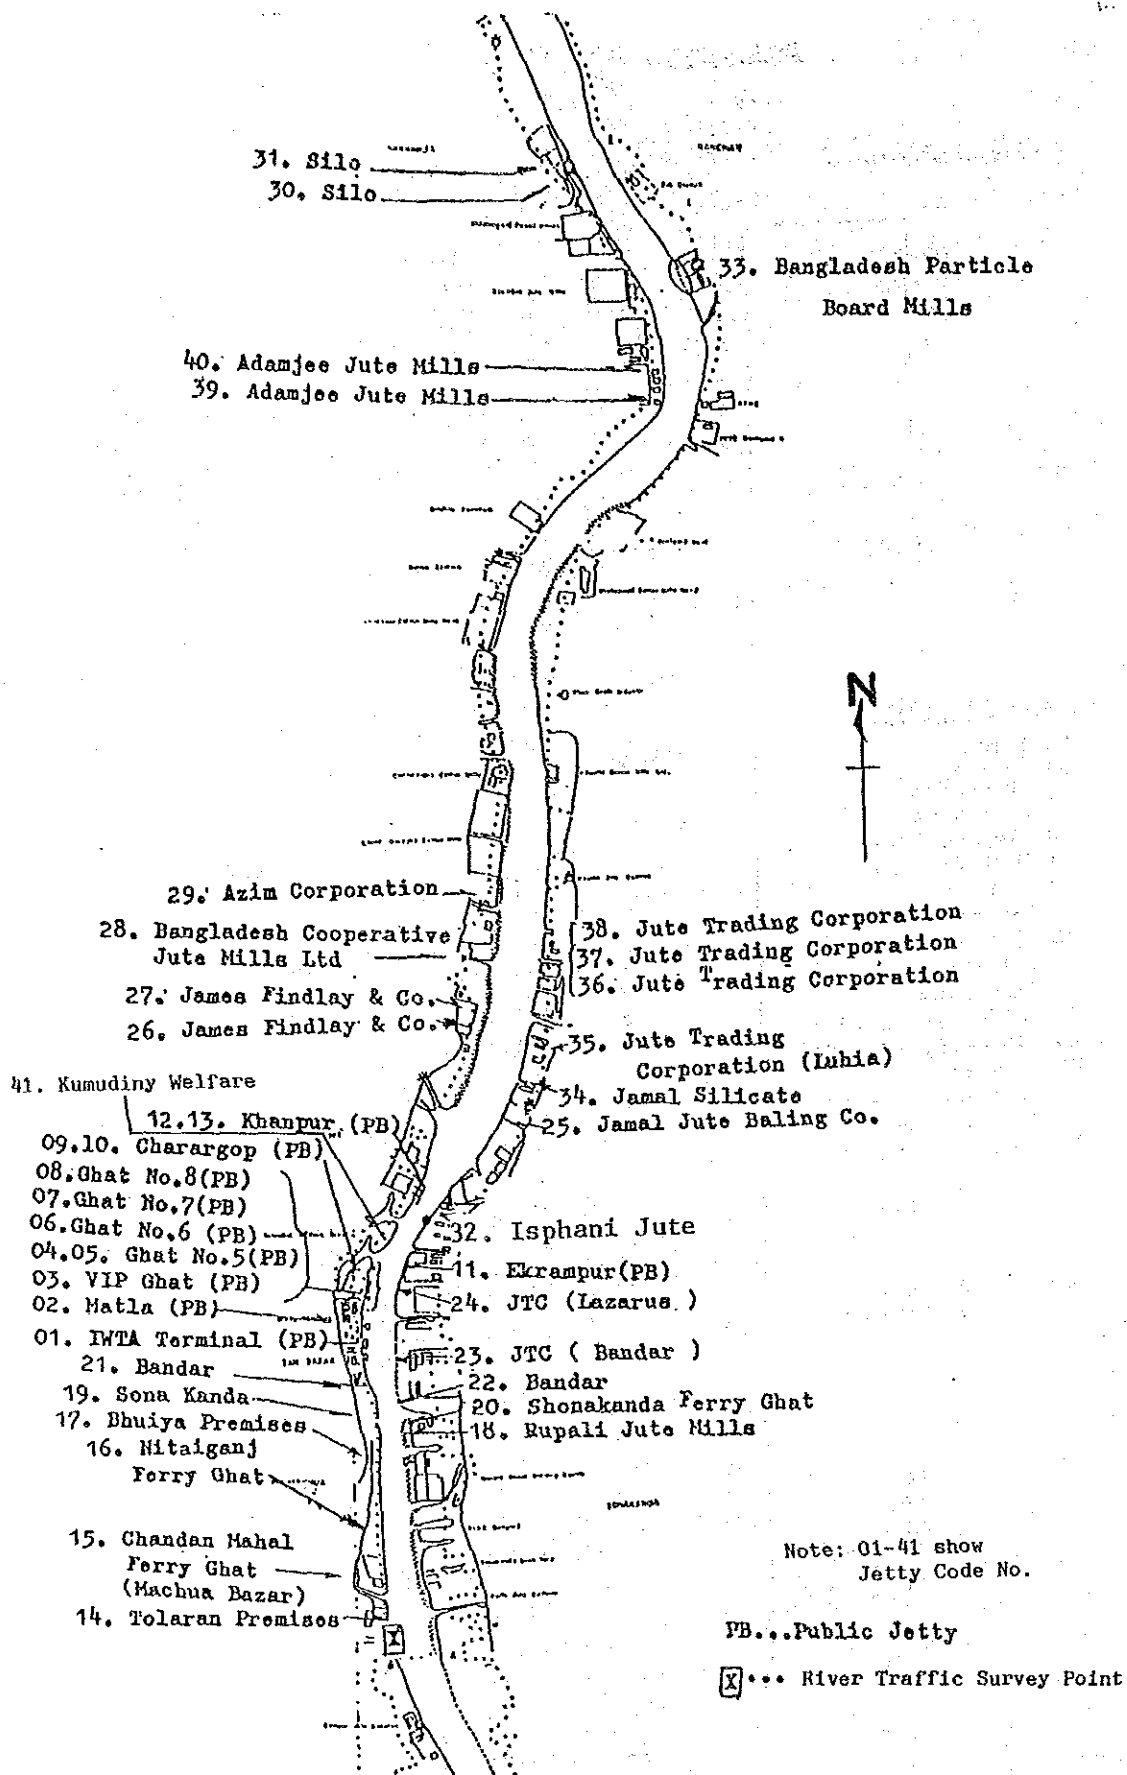 31. Silo
30. Silo
33. Bangladesh Particle
Board Mills
40. Adamjee Jute Mills
39. Adamjee Jute Mills
N
29. Azim Corporation
28. Bangladesh Cooperative
Jute Mills Ltd
27. James Findlay & Co.
26. James Findlay & Co.
38. Jute Trading Corporation
37. Jute Trading Corporation
36. Jute Trading Corporation
35. Jute Trading
Corporation (Luhia)
34. Jamal Silicate
25. Jamal Jute Baling Co.
41. Kumudiny Welfare
12.13. Khanpur (PB)
09.10. Charargop (PB)
08.Ghat No.8(PB)
07.Ghat No.7(PB)
06.Ghat No.6 (PB)
04.05. Ghat No.5(PB)
03. VIP Ghat (PB)
02. Matla (PB)
01. IWTA Terminal (PB)
21. Bandar
19. Sona Kanda
17. Bhuiya Premises
16. Nitaiganj
Ferry Ghat
15. Chandan Mahal
Ferry Ghat
(Machua Bazar)
14. Tolaran Premises
32. Isphani Jute
11. Ekrampur(PB)
24. JTC (Lazarus )
23. JTC ( Bandar )
22. Bandar
20. Shonakanda Ferry Ghat
18. Rupali Jute Mills
X
Note: 01-41 show
Jetty Code No.
PB...Public Jetty
X ... River Traffic Survey Point